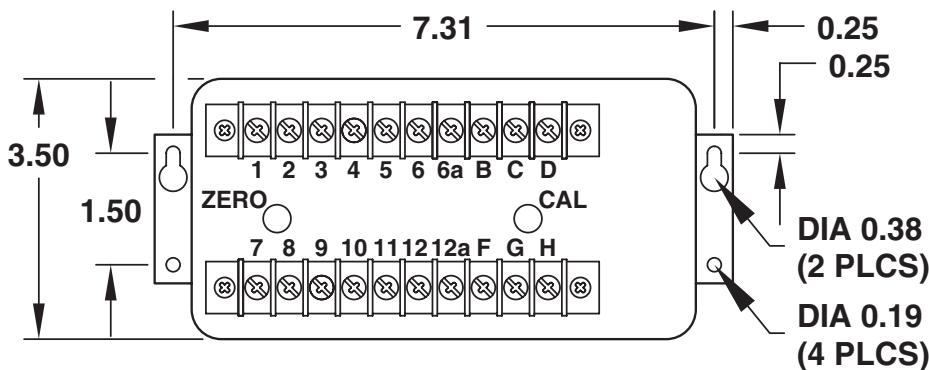 7.31
0.25
0.25
3.50
1.50
1 2 3 4 5 6 6a B C D
ZERO CAL
7 8 9 10 11 12 12a F G H
DIA 0.38
(2 PLCS)
DIA 0.19
(4 PLCS)